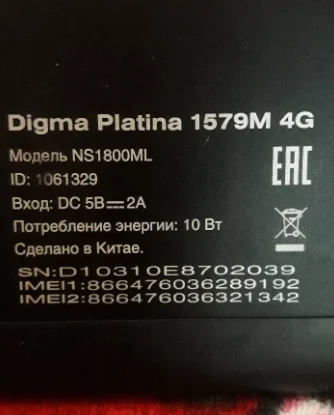 Digma Platina 1579M 4G
Модель NS1800ML
EAC
ID: 1061329
Вход: DC 5В⎓2А
Потребление энергии: 10 Вт
Сделано в Китае.
SN:D10310E8702039
IMEI1:866476036289192
IMEI2:866476036321342